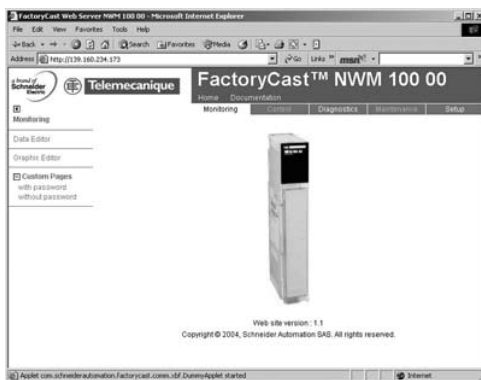 FactoryCast Web Server NWM 100 00 - Microsoft Internet Explorer
File Edit View Favorites Tools Help
Back Search Favorites Media
Address http://139.160.234.173 Go Links msn
a brand of
Schneider
Electric
Telemecanique
FactoryCast™ NWM 100 00
Home Documentation
Monitoring Control Diagnostics Maintenance Setup
Monitoring
Data Editor
Graphic Editor
Custom Pages
with password
without password
Web site version : 1.1
Copyright © 2004, Schneider Automation SAS. All rights reserved.
Applet com.schneiderautomation.factorycast.comm.xbf.DummyApplet started Internet